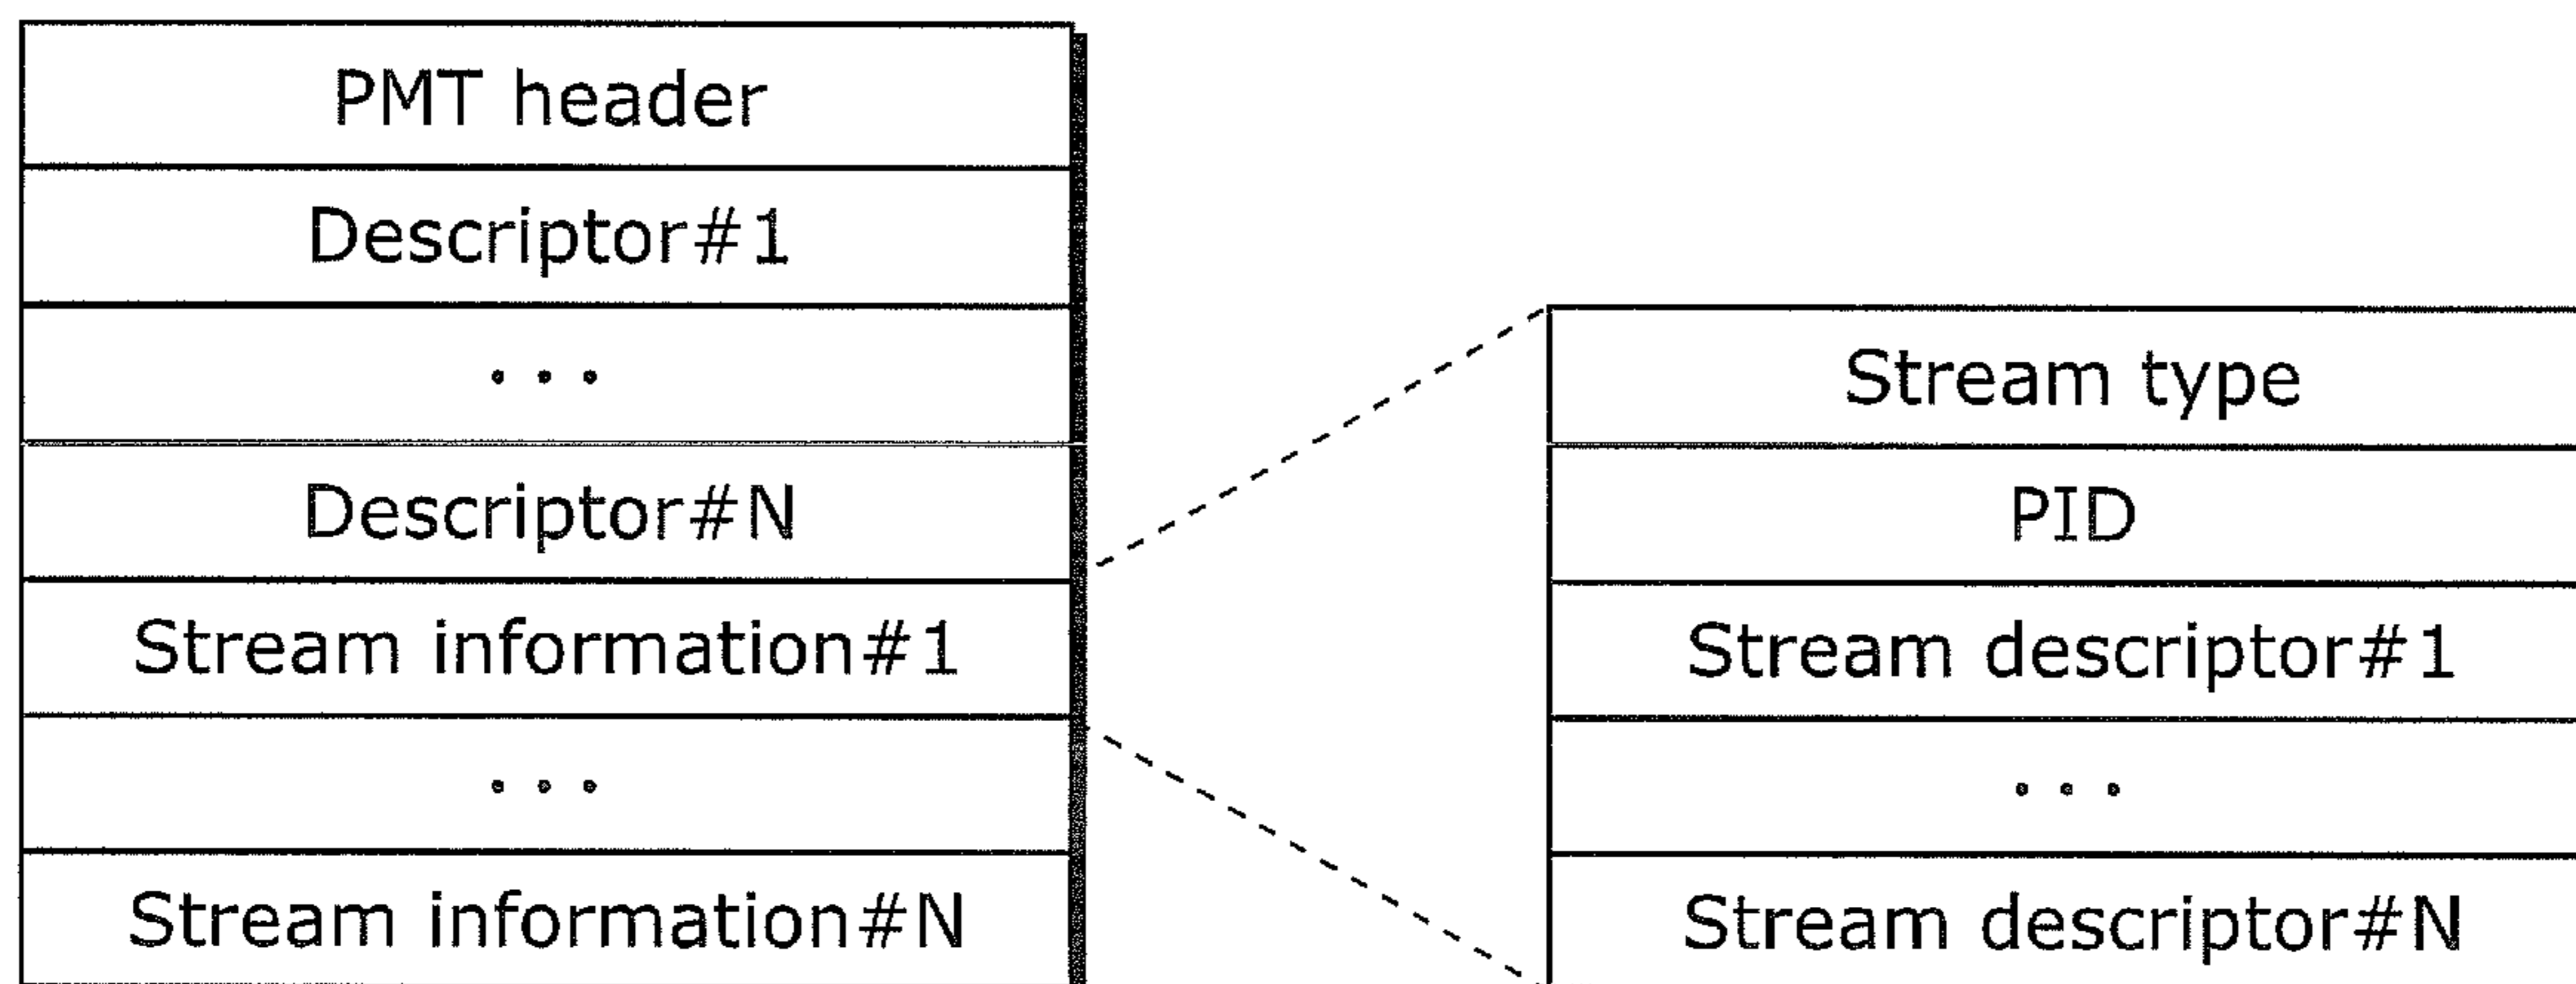 PMT header
Descriptor#1
...
Descriptor#N
Stream information#1
...
Stream information#N
Stream type
PID
Stream descriptor#1
...
Stream descriptor#N